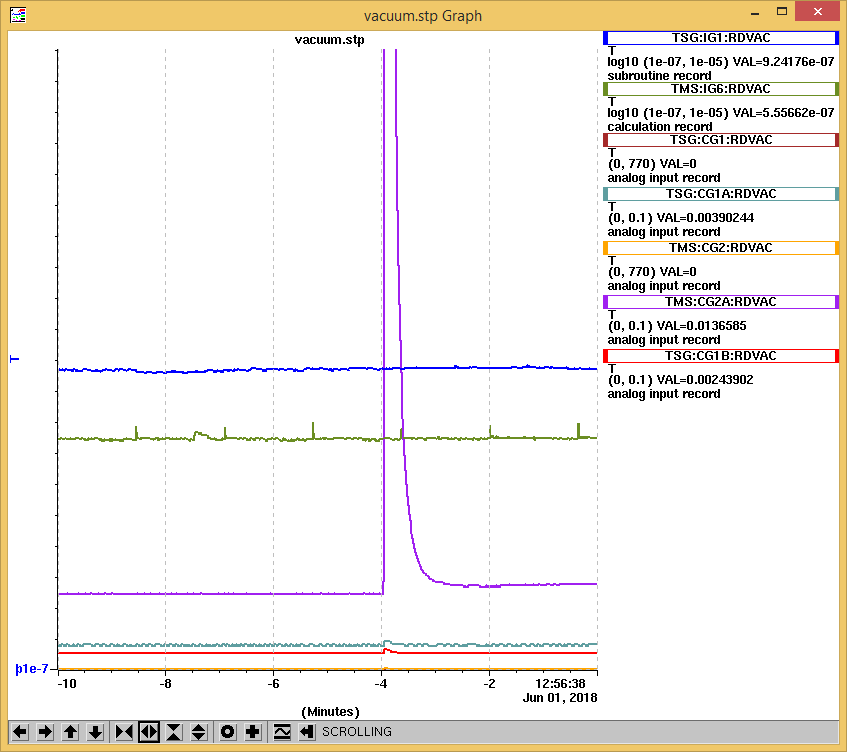 vacuum.stp Graph
vacuum.stp
TSG:IG1:RDVAC
T
log10 (1e-07, 1e-05) VAL=9.24176e-07
subroutine record
TMS:IG6:RDVAC
T
log10 (1e-07, 1e-05) VAL=5.55662e-07
calculation record
TSG:CG1:RDVAC
T
(0, 770) VAL=0
analog input record
TSG:CG1A:RDVAC
T
(0, 0.1) VAL=0.00390244
analog input record
TMS:CG2:RDVAC
T
(0, 770) VAL=0
analog input record
TMS:CG2A:RDVAC
T
(0, 0.1) VAL=0.0136585
analog input record
TSG:CG1B:RDVAC
T
(0, 0.1) VAL=0.00243902
analog input record
T
1e-7
-10 -8 -6 -4 -2 12:56:38
Jun 01, 2018
(Minutes)
SCROLLING